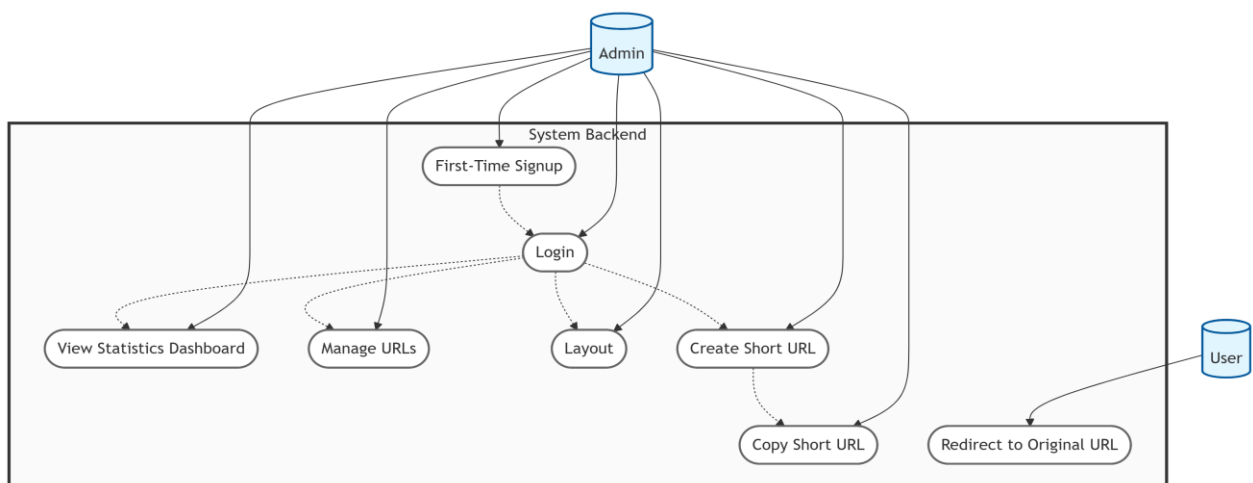 Admin
System Backend
First-Time Signup
Login
View Statistics Dashboard
Manage URLs
Layout
Create Short URL
User
Copy Short URL
Redirect to Original URL